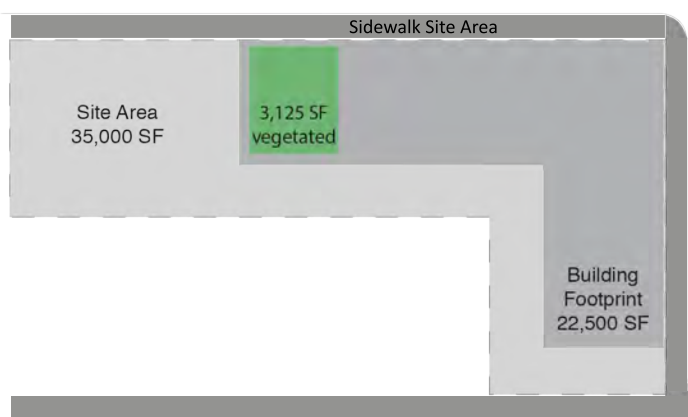 Sidewalk Site Area
Site Area
35,000 SF
3,125 SF
vegetated
Building
Footprint
22,500 SF